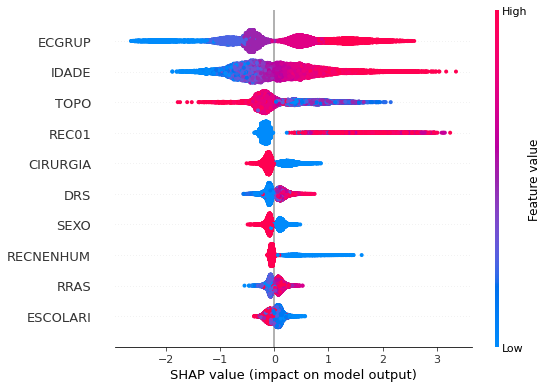 High
ECGRUP
IDADE
TOPO
REC01
CIRURGIA
DRS
SEXO
RECNENHUM
RRAS
ESCOLARI
Feature value
Low
−2 −1 0 1 2 3
SHAP value (impact on model output)